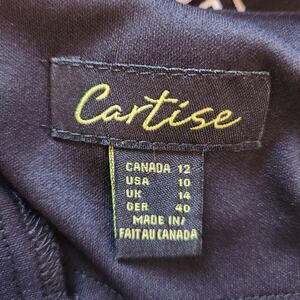 Cartise
CANADA 12
USA 10
UK 14
GER 40
MADE IN/
FAIT AU CANADA